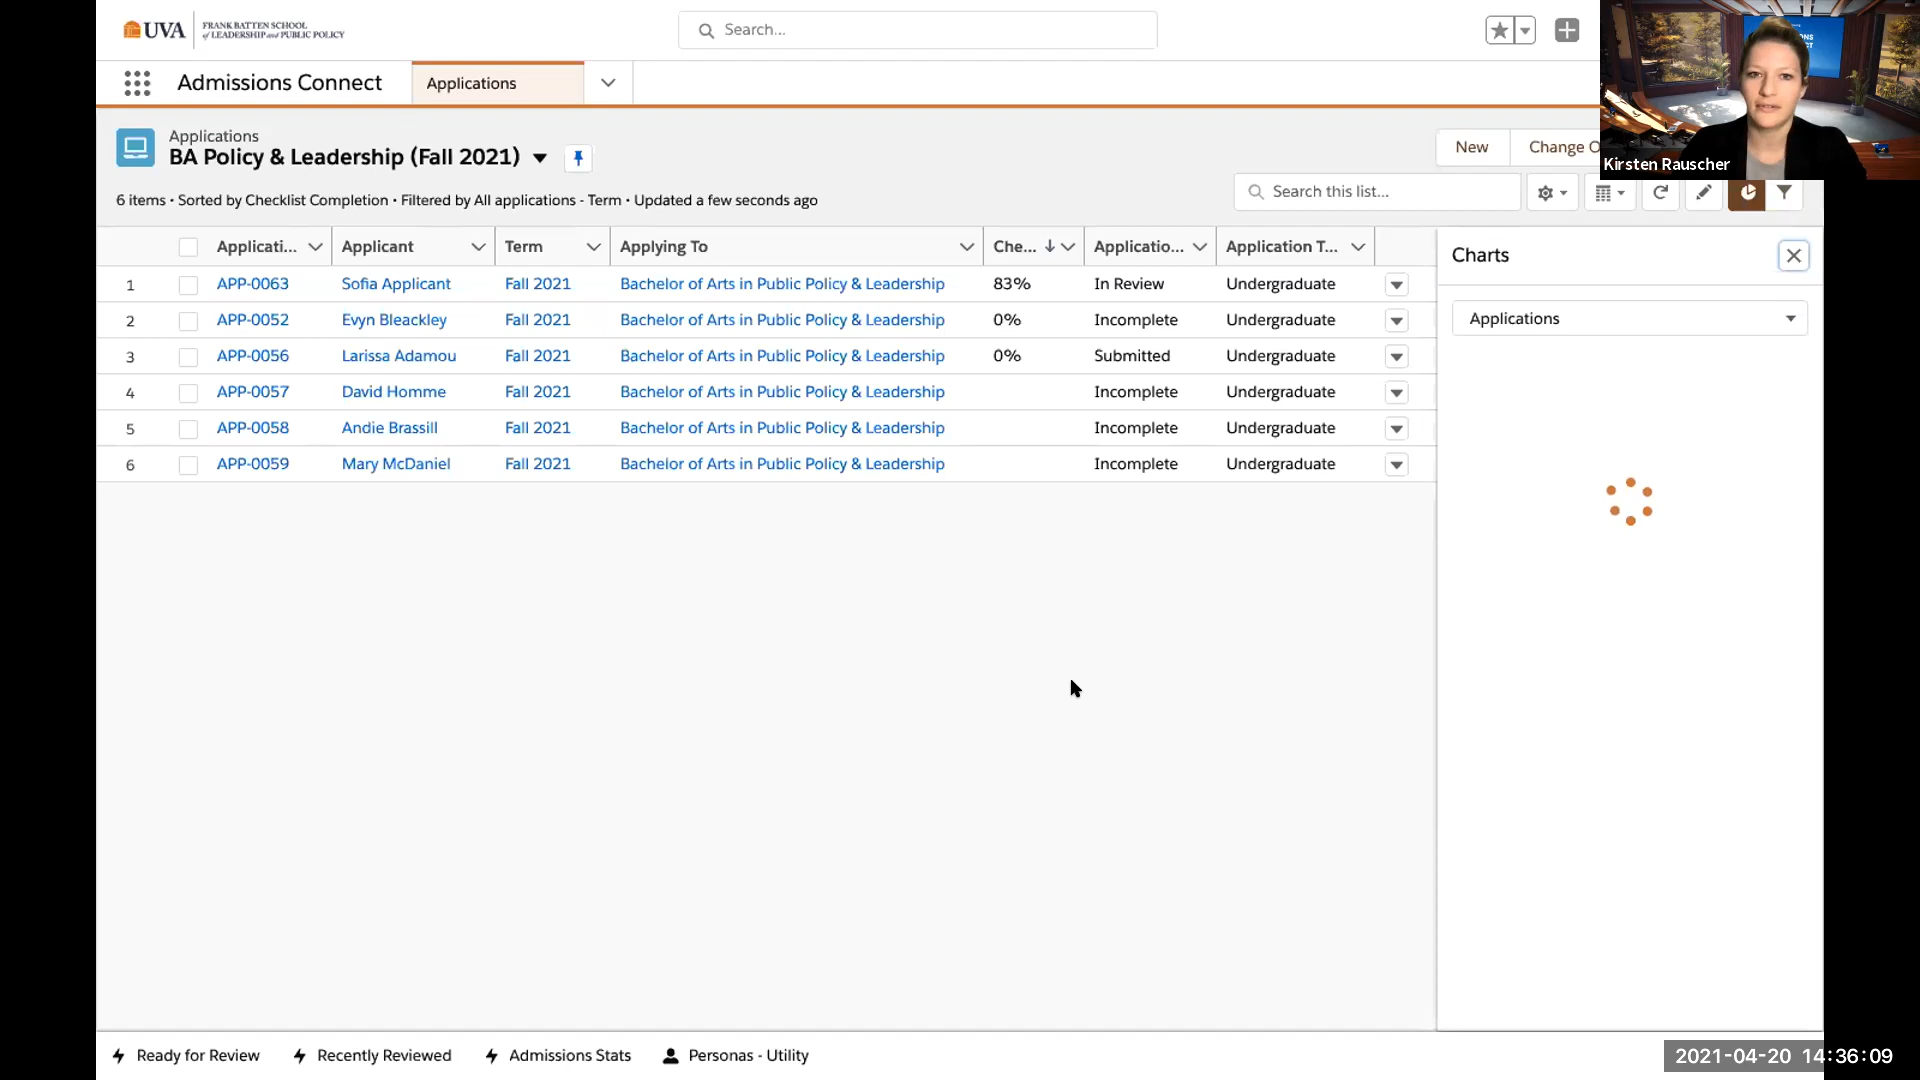 UVA FRANK BATTEN SCHOOL
of LEADERSHIP and PUBLIC POLICY
Search...
Admissions Connect
Applications
Applications
BA Policy & Leadership (Fall 2021)
New
Change O
Kirsten Rauscher
6 items • Sorted by Checklist Completion • Filtered by All applications - Term • Updated a few seconds ago
Search this list...
Applicati... Applicant Term Applying To Che... Applicatio... Application T...
1 APP-0063 Sofia Applicant Fall 2021 Bachelor of Arts in Public Policy & Leadership 83% In Review Undergraduate
2 APP-0052 Evyn Bleackley Fall 2021 Bachelor of Arts in Public Policy & Leadership 0% Incomplete Undergraduate
3 APP-0056 Larissa Adamou Fall 2021 Bachelor of Arts in Public Policy & Leadership 0% Submitted Undergraduate
4 APP-0057 David Homme Fall 2021 Bachelor of Arts in Public Policy & Leadership Incomplete Undergraduate
5 APP-0058 Andie Brassill Fall 2021 Bachelor of Arts in Public Policy & Leadership Incomplete Undergraduate
6 APP-0059 Mary McDaniel Fall 2021 Bachelor of Arts in Public Policy & Leadership Incomplete Undergraduate
Charts
Applications
Ready for Review
Recently Reviewed
Admissions Stats
Personas - Utility
2021-04-20 14:36:09